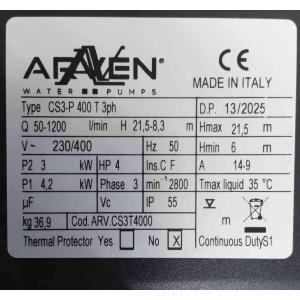 ARAVEN®
WATER PUMPS
CE
MADE IN ITALY
Type CS3-P 400 T 3ph
D.P. 13/2025
Q 50-1200 l/min H 21,5-8,3 m
Hmax 21,5 m
V~ 230/400 Hz 50
Hmin 6 m
P2 3 kW HP 4 Ins.C F
A 14-9
P1 4,2 kW Phase 3 min⁻¹ 2800
Tmax liquid 35 °C
µF Vc IP 55
m
kg 36,9 Cod. ARV.CS3T4000
Thermal Protector Yes No X
Continuous DutyS1